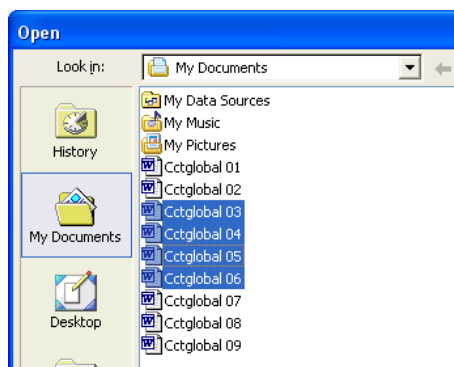 Open
Look in:
My Documents
My Data Sources
My Music
My Pictures
Cctglobal 01
Cctglobal 02
Cctglobal 03
Cctglobal 04
Cctglobal 05
Cctglobal 06
Cctglobal 07
Cctglobal 08
Cctglobal 09
History
My Documents
Desktop